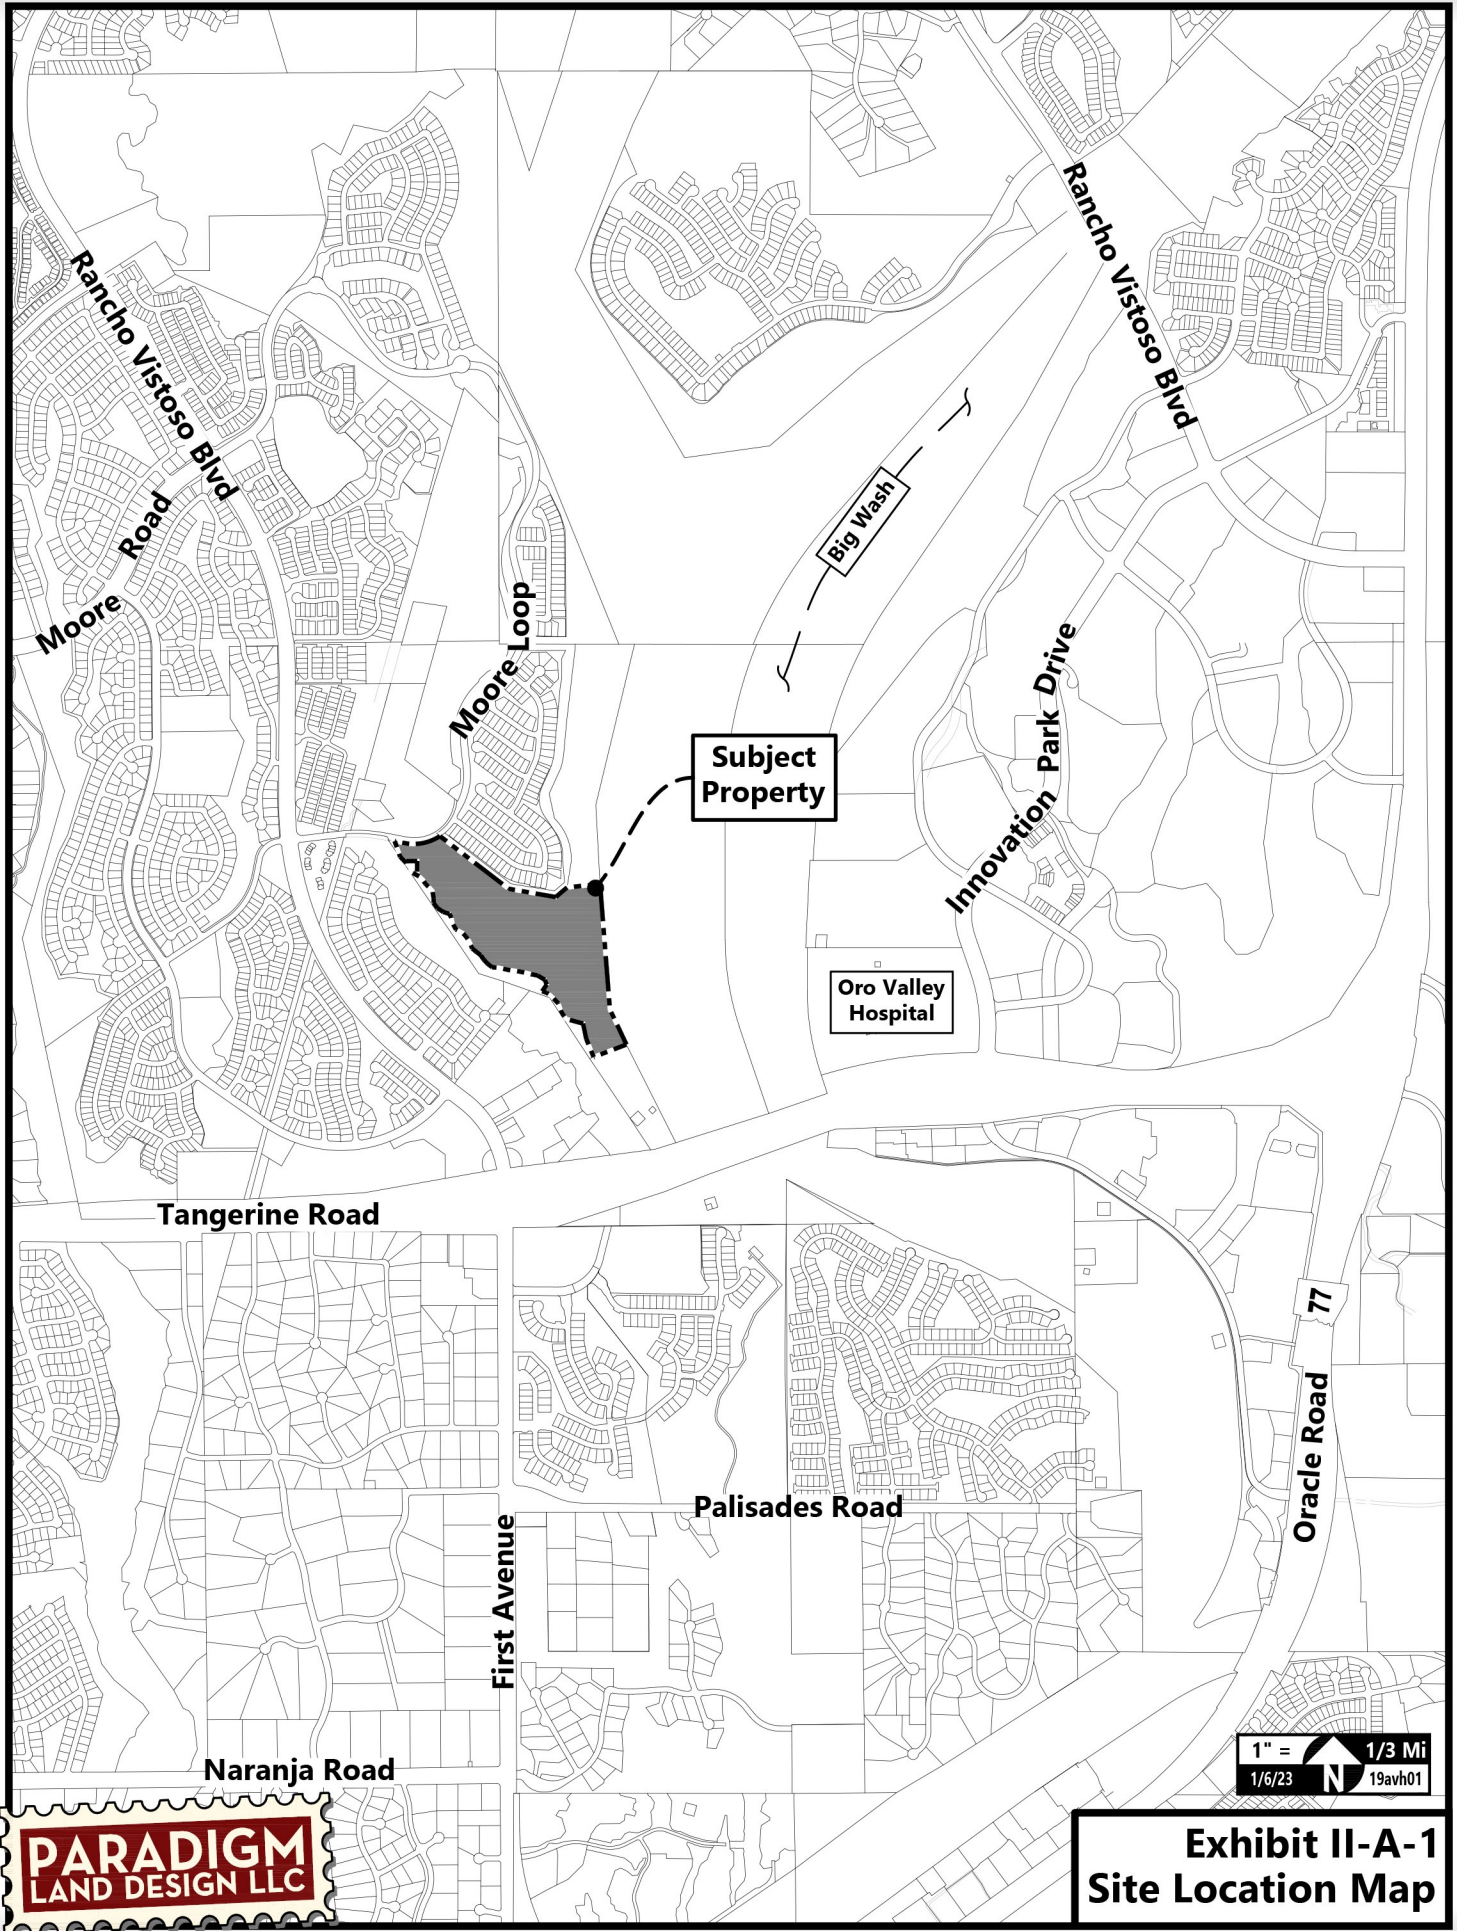 Rancho Vistoso Blvd
Rancho Vistoso Blvd
Moore Road
Moore Loop
Big Wash
Innovation Park Drive
Subject
Property
Oro Valley
Hospital
Tangerine Road
77
Oracle Road
Palisades Road
First Avenue
Naranja Road
1" = 1/3 Mi
1/6/23 N 19avh01
PARADIGM
LAND DESIGN LLC
Exhibit II-A-1
Site Location Map